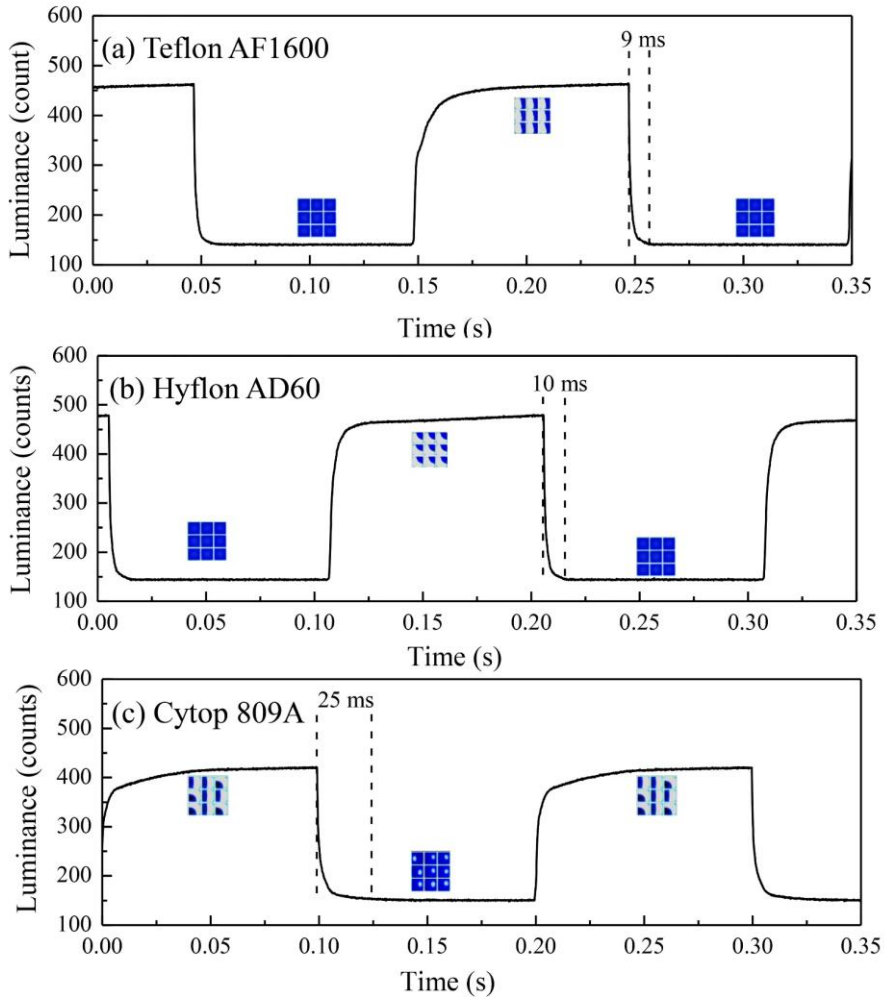 600
(a) Teflon AF1600
9 ms
500
400
300
200
100
Luminance (count)
0.00 0.05 0.10 0.15 0.20 0.25 0.30 0.35
Time (s)
600
(b) Hyflon AD60
10 ms
500
400
300
200
100
Luminance (counts)
0.00 0.05 0.10 0.15 0.20 0.25 0.30 0.35
Time (s)
600
(c) Cytop 809A
25 ms
500
400
300
200
100
Luminance (counts)
0.00 0.05 0.10 0.15 0.20 0.25 0.30 0.35
Time (s)